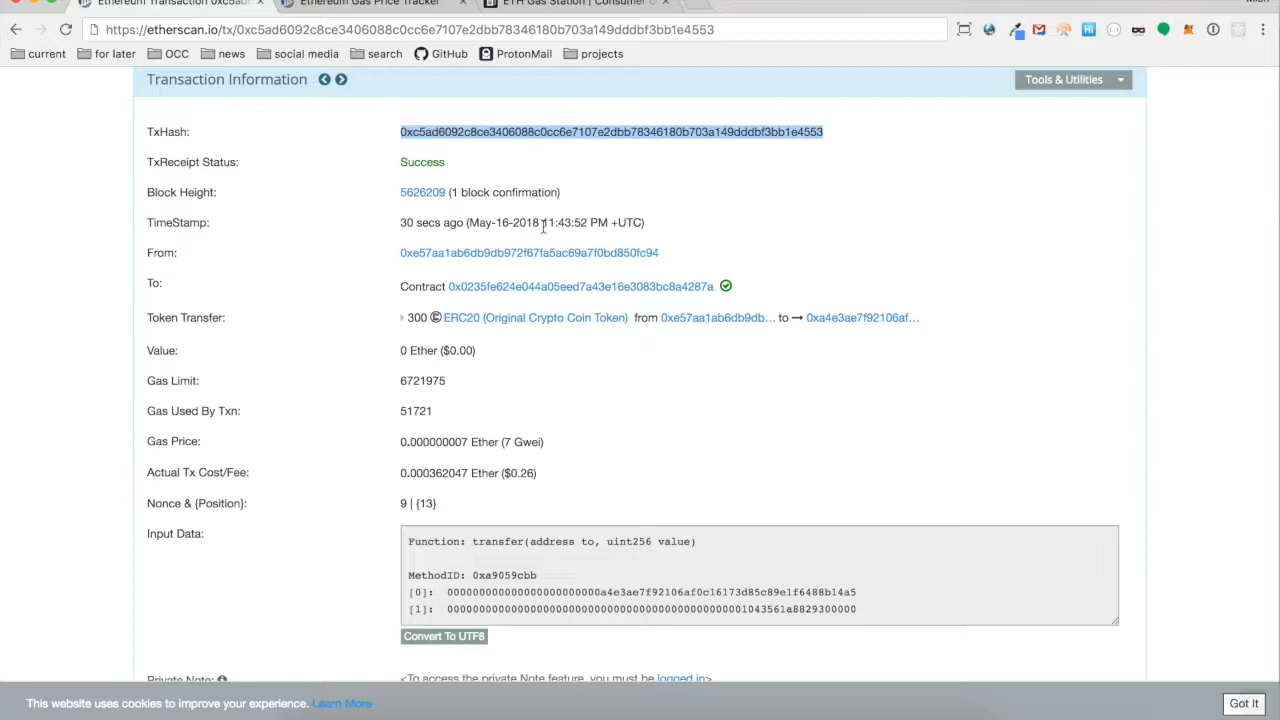 Ethereum Transaction 0xc5ad6
Ethereum Gas Price Tracker
ETH Gas Station | Consumer o
https://etherscan.io/tx/0xc5ad6092c8ce3406088c0cc6e7107e2dbb78346180b703a149dddbf3bb1e4553
current for later OCC news social media search GitHub ProtonMail projects
Transaction Information
Tools & Utilities
TxHash: 0xc5ad6092c8ce3406088c0cc6e7107e2dbb78346180b703a149dddbf3bb1e4553
TxReceipt Status: Success
Block Height: 5626209 (1 block confirmation)
TimeStamp: 30 secs ago (May-16-2018 11:43:52 PM +UTC)
From: 0xe57aa1ab6db9db972f67fa5ac69a7f0bd850fc94
To: Contract 0x0235fe624e044a05eed7a43e16e3083bc8a4287a
Token Transfer: 300 ERC20 (Original Crypto Coin Token) from 0xe57aa1ab6db9db... to → 0xa4e3ae7f92106af...
Value: 0 Ether ($0.00)
Gas Limit: 6721975
Gas Used By Txn: 51721
Gas Price: 0.000000007 Ether (7 Gwei)
Actual Tx Cost/Fee: 0.000362047 Ether ($0.26)
Nonce & {Position}: 9 | {13}
Input Data:
Function: transfer(address to, uint256 value)
MethodID: 0xa9059cbb
[0]: 000000000000000000000000a4e3ae7f92106af0c16173d85c89e1f6488b14a5
[1]: 00000000000000000000000000000000000000000000001043561a8829300000
Convert To UTF8
Private Note: <To access the private Note feature, you must be logged in>
This website uses cookies to improve your experience. Learn More
Got It